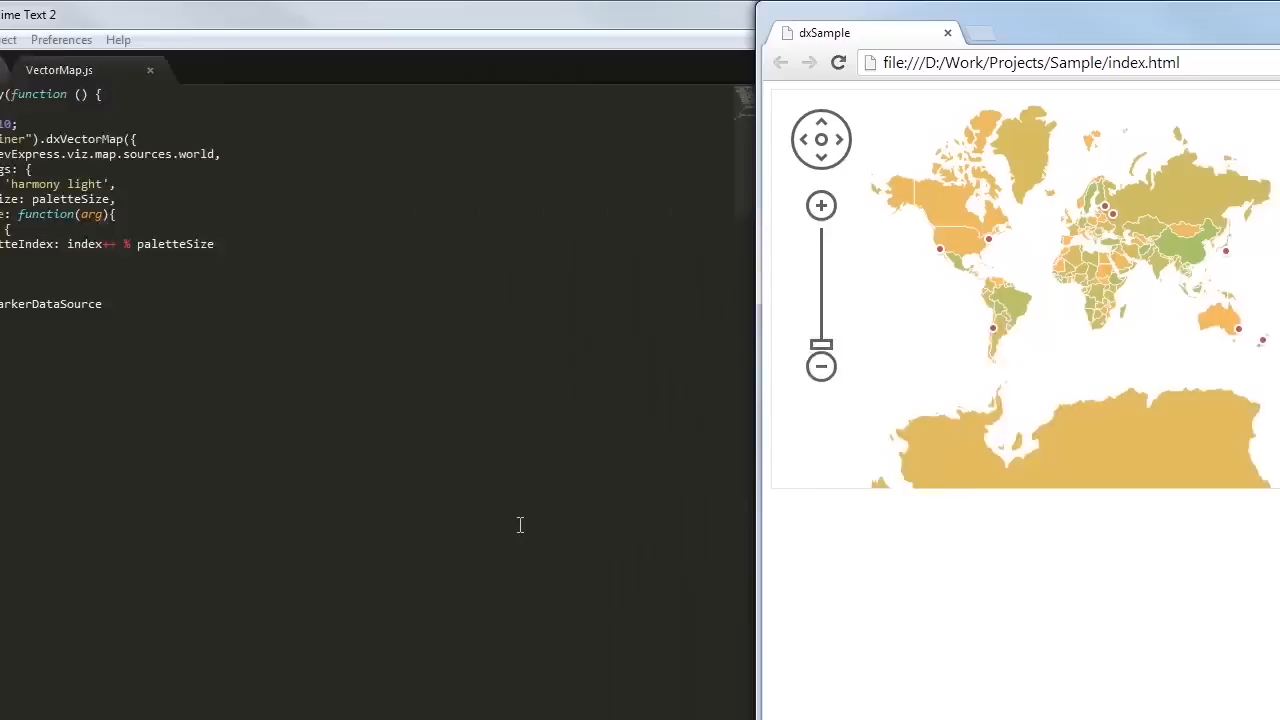 ime Text 2
ect Preferences Help
VectorMap.js
y(function () {
10;
iner").dxVectorMap({
evExpress.viz.map.sources.world,
gs: {
'harmony light',
ize: paletteSize,
e: function(arg){
{
tteIndex: index++ % paletteSize
arkerDataSource
dxSample
file:///D:/Work/Projects/Sample/index.html